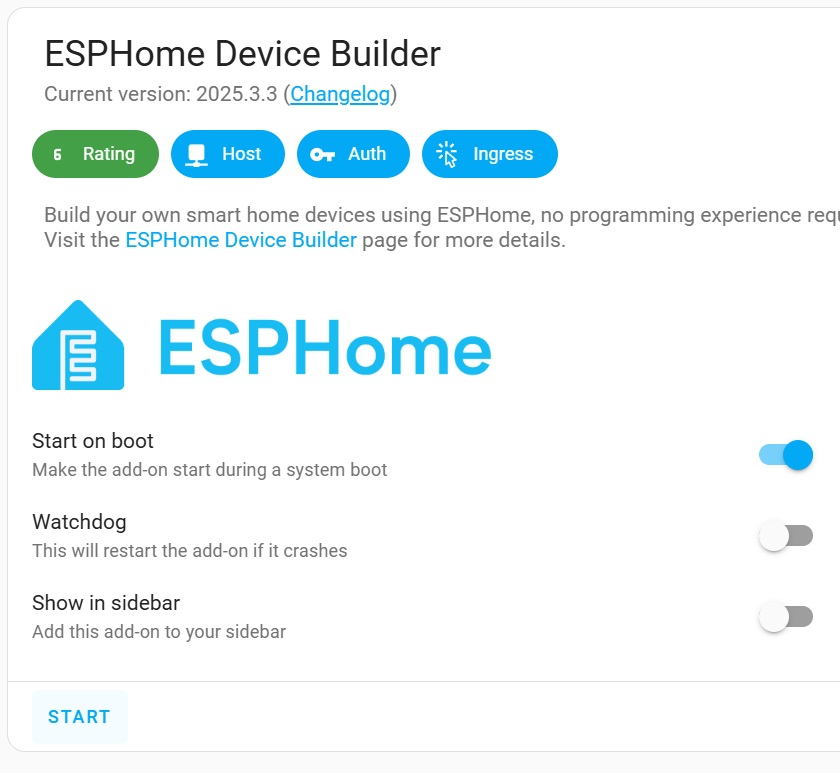 ESPHome Device Builder
Current version: 2025.3.3 (Changelog)
6 Rating Host Auth Ingress
Build your own smart home devices using ESPHome, no programming experience
Visit the ESPHome Device Builder page for more details.
ESPHome
Start on boot
Make the add-on start during a system boot
Watchdog
This will restart the add-on if it crashes
Show in sidebar
Add this add-on to your sidebar
START